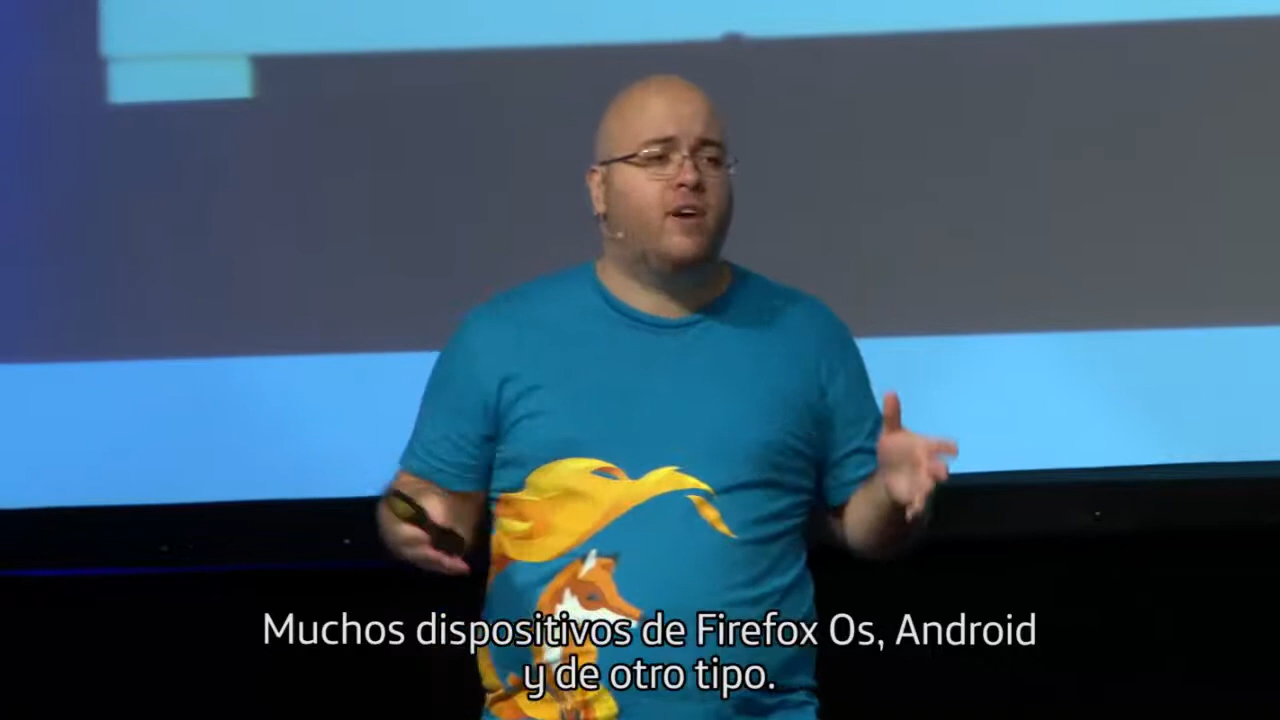 Muchos dispositivos de Firefox Os, Android
y de otro tipo.